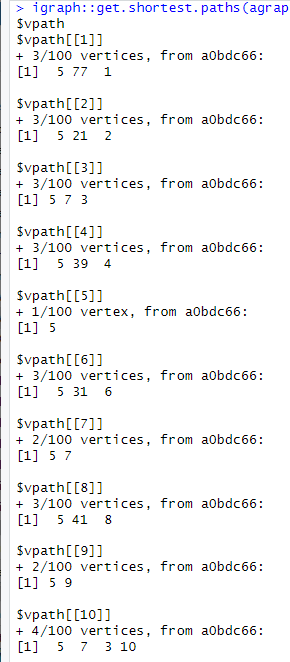 > igraph::get.shortest.paths(agrap
$vpath
$vpath[[1]]
+ 3/100 vertices, from a0bdc66:
[1]  5 77  1
$vpath[[2]]
+ 3/100 vertices, from a0bdc66:
[1]  5 21  2
$vpath[[3]]
+ 3/100 vertices, from a0bdc66:
[1] 5 7 3
$vpath[[4]]
+ 3/100 vertices, from a0bdc66:
[1]  5 39  4
$vpath[[5]]
+ 1/100 vertex, from a0bdc66:
[1] 5
$vpath[[6]]
+ 3/100 vertices, from a0bdc66:
[1]  5 31  6
$vpath[[7]]
+ 2/100 vertices, from a0bdc66:
[1] 5 7
$vpath[[8]]
+ 3/100 vertices, from a0bdc66:
[1]  5 41  8
$vpath[[9]]
+ 2/100 vertices, from a0bdc66:
[1] 5 9
$vpath[[10]]
+ 4/100 vertices, from a0bdc66:
[1]  5  7  3 10